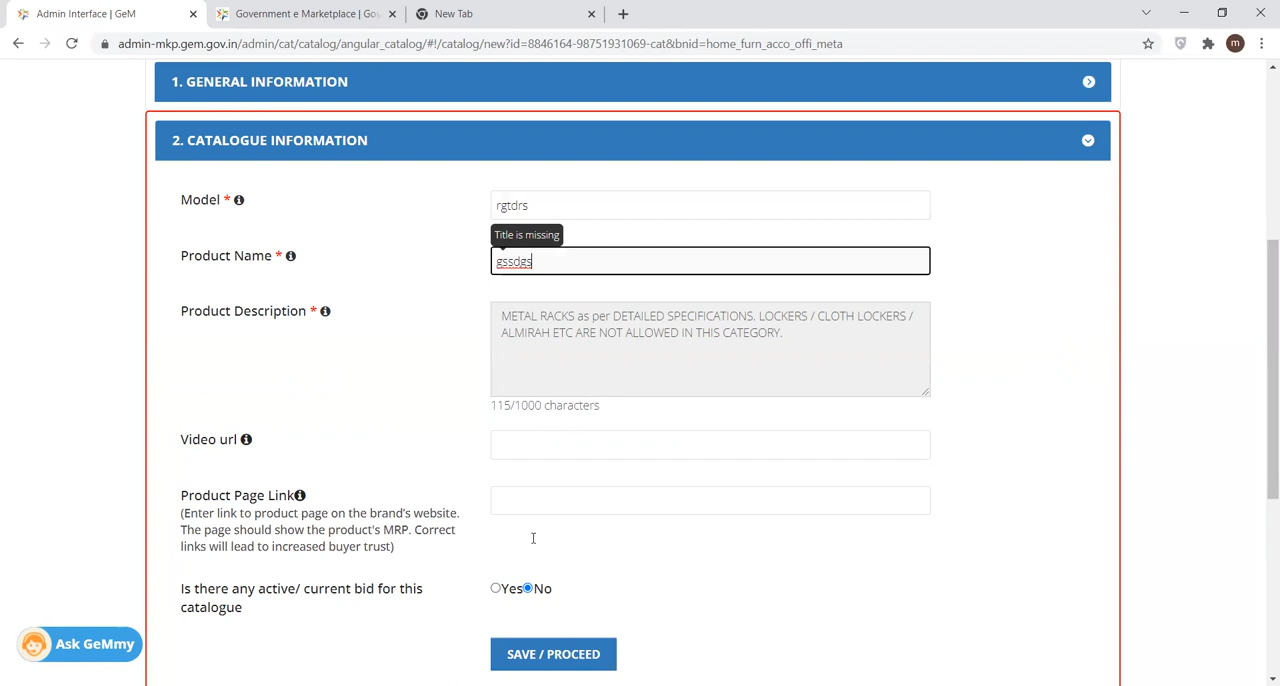 Admin Interface | GeM
Government e Marketplace | Go
New Tab
admin-mkp.gem.gov.in/admin/cat/catalog/angular_catalog/#!/catalog/new?id=8846164-98751931069-cat&bnid=home_furn_acco_offi_meta
m
1. GENERAL INFORMATION
2. CATALOGUE INFORMATION
Model *
rgtdrs
Title is missing
Product Name *
gssdgs
Product Description *
METAL RACKS as per DETAILED SPECIFICATIONS. LOCKERS / CLOTH LOCKERS /
ALMIRAH ETC ARE NOT ALLOWED IN THIS CATEGORY.
115/1000 characters
Video url
Product Page Link
(Enter link to product page on the brand's website.
The page should show the product's MRP. Correct
links will lead to increased buyer trust)
Is there any active/ current bid for this
catalogue
Yes No
SAVE / PROCEED
Ask GeMmy